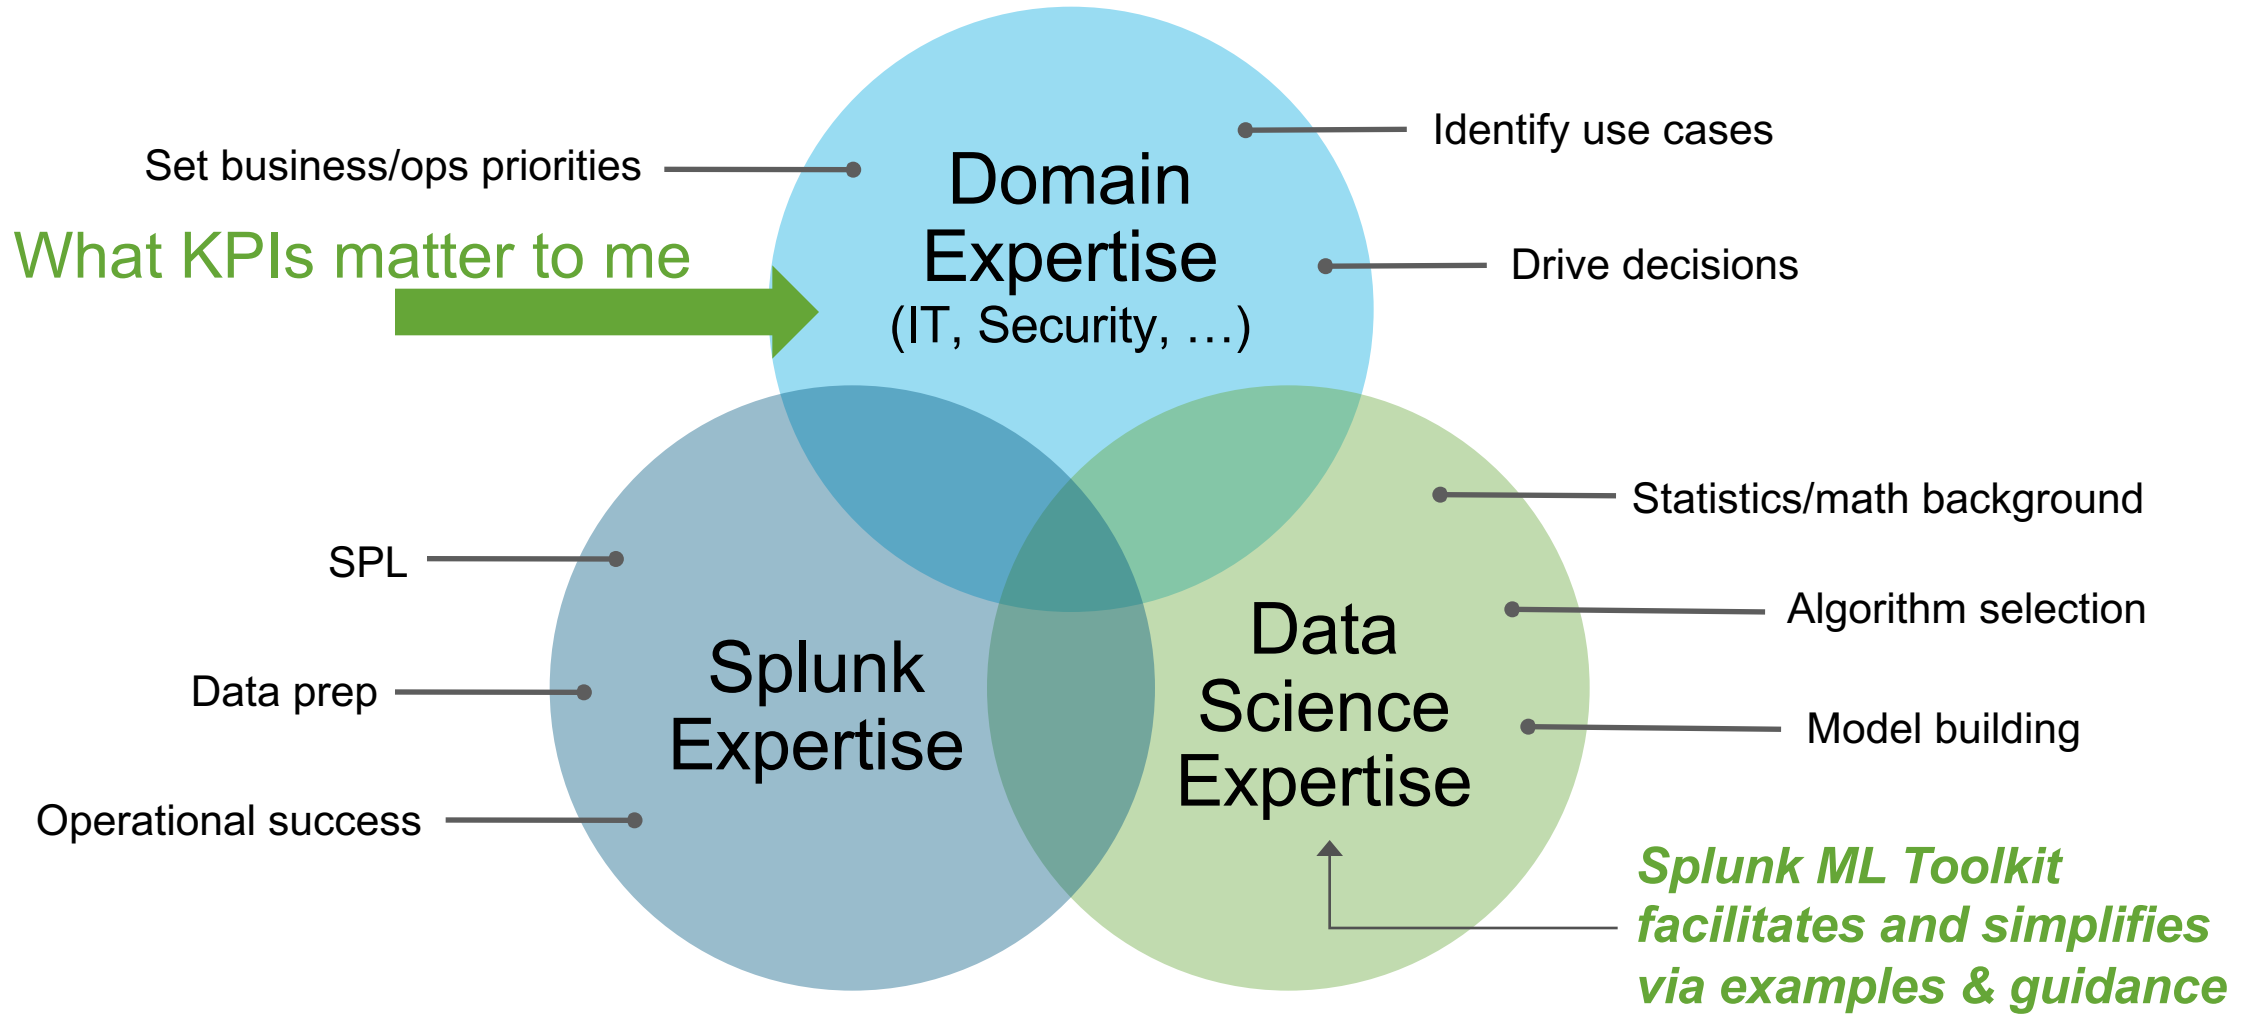 Set business/ops priorities
What KPIs matter to me
Domain
Expertise
(IT, Security, …)
Identify use cases
Drive decisions
SPL
Data prep
Operational success
Splunk
Expertise
Data
Science
Expertise
Statistics/math background
Algorithm selection
Model building
Splunk ML Toolkit
facilitates and simplifies
via examples & guidance